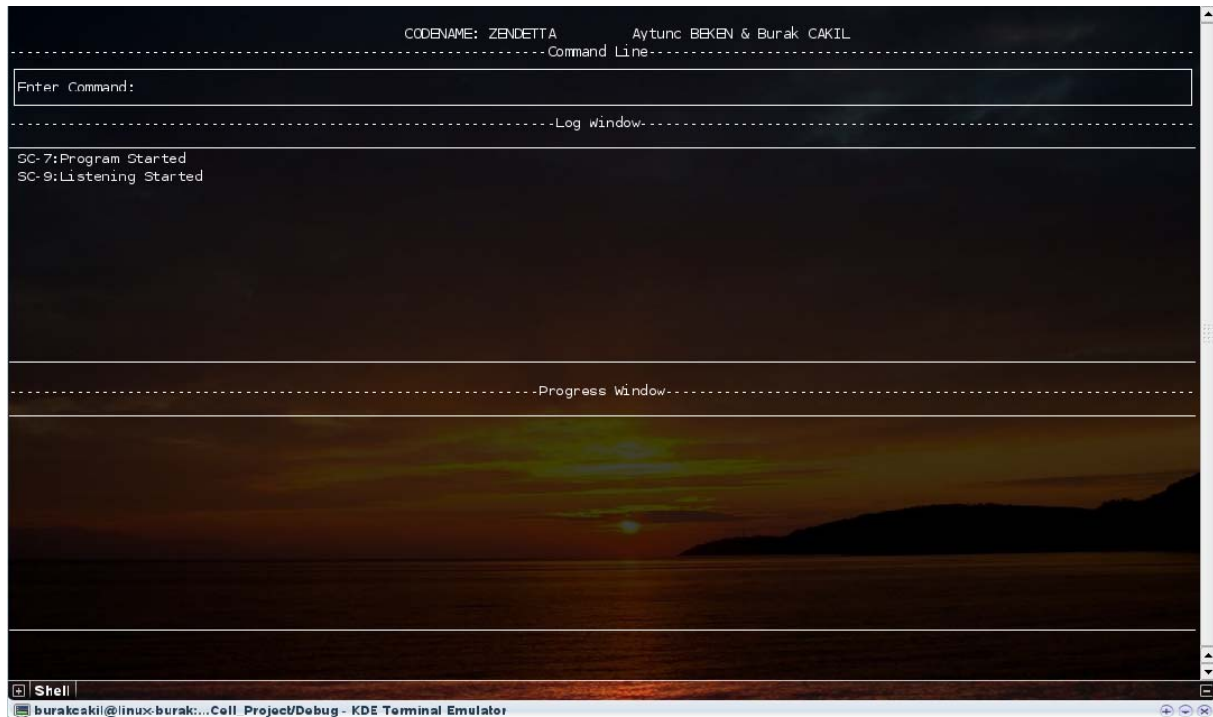 CODENAME: ZENDETTA Aytunc BEKEN & Burak CAKIL
Command Line
Enter Command:
Log Window
SC-7:Program Started
SC-9:Listening Started
Progress Window
Shell
burakcakil@linux-burak:...Cell_Project/Debug - KDE Terminal Emulator